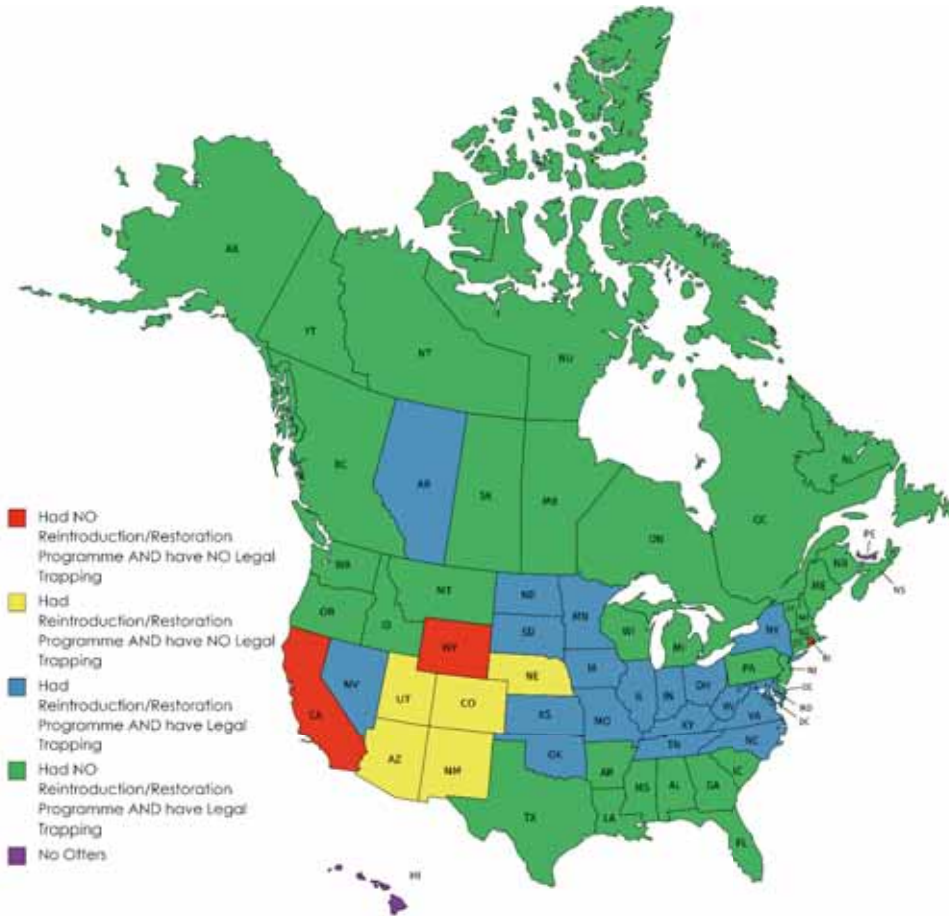 AK
YT
NT
NU
BC
AB
SK
MB
ON
QC
NL
PE
NB
NS
ME
WA
MT
ND
MN
OR
ID
WY
SD
WI
MI
NY
RI
CA
NV
UT
CO
NE
IA
PA
NJ
DE
MD
DC
KS
MO
IL
IN
OH
WV
VA
KY
AZ
NM
OK
TN
NC
TX
AR
LA
MS
AL
GA
SC
FL
HI
Had NO
Reintroduction/Restoration
Programme AND have NO Legal
Trapping
Had
Reintroduction/Restoration
Programme AND have NO Legal
Trapping
Had
Reintroduction/Restoration
Programme AND have Legal
Trapping
Had NO
Reintroduction/Restoration
Programme AND have Legal
Trapping
No Otters